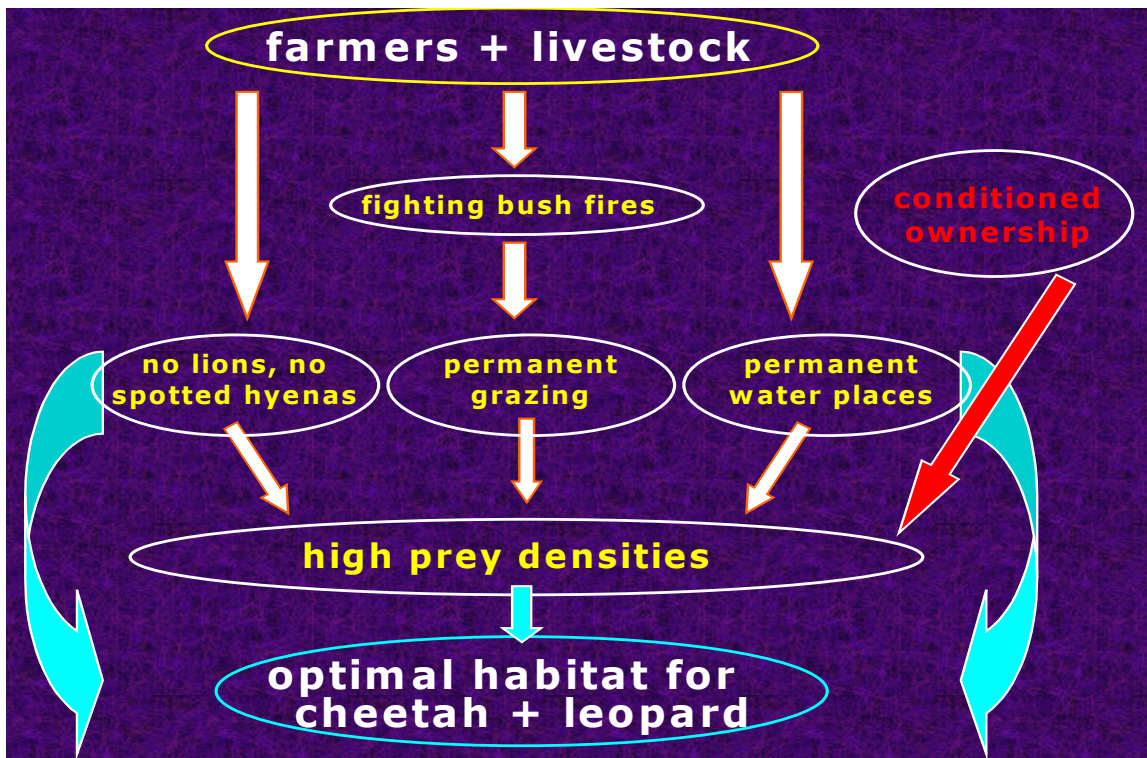 farmers + livestock
fighting bush fires
conditioned
ownership
no lions, no
spotted hyenas
permanent
grazing
permanent
water places
high prey densities
optimal habitat for
cheetah + leopard